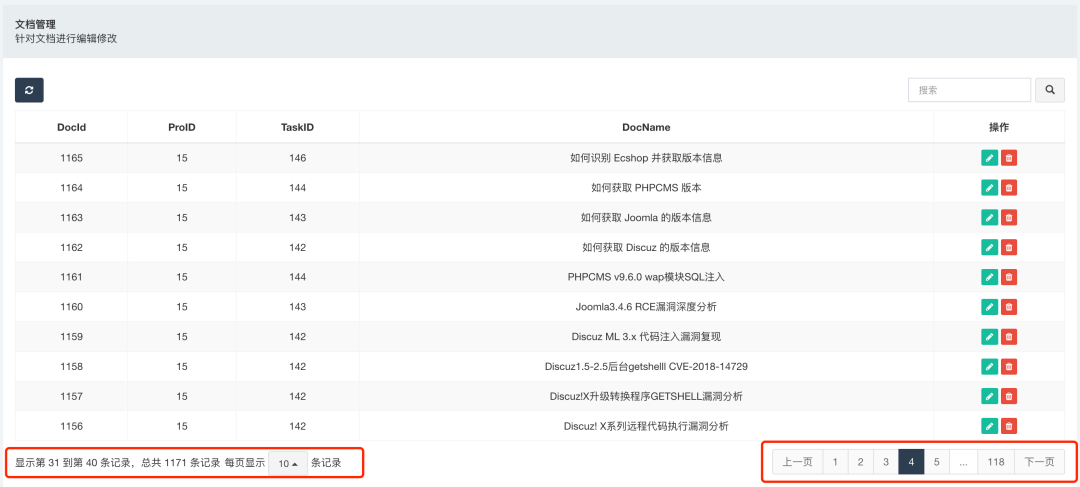 文档管理
针对文档进行编辑修改
搜索
DocId ProID TaskID DocName 操作
1165 15 146 如何识别 Ecshop 并获取版本信息
1164 15 144 如何获取 PHPCMS 版本
1163 15 143 如何获取 Joomla 的版本信息
1162 15 142 如何获取 Discuz 的版本信息
1161 15 144 PHPCMS v9.6.0 wap模块SQL注入
1160 15 143 Joomla3.4.6 RCE漏洞深度分析
1159 15 142 Discuz ML 3.x 代码注入漏洞复现
1158 15 142 Discuz1.5-2.5后台getshelll CVE-2018-14729
1157 15 142 Discuz!X升级转换程序GETSHELL漏洞分析
1156 15 142 Discuz! X系列远程代码执行漏洞分析
显示第 31 到第 40 条记录，总共 1171 条记录 每页显示 10 条记录 上一页 1 2 3 4 5 ... 118 下一页